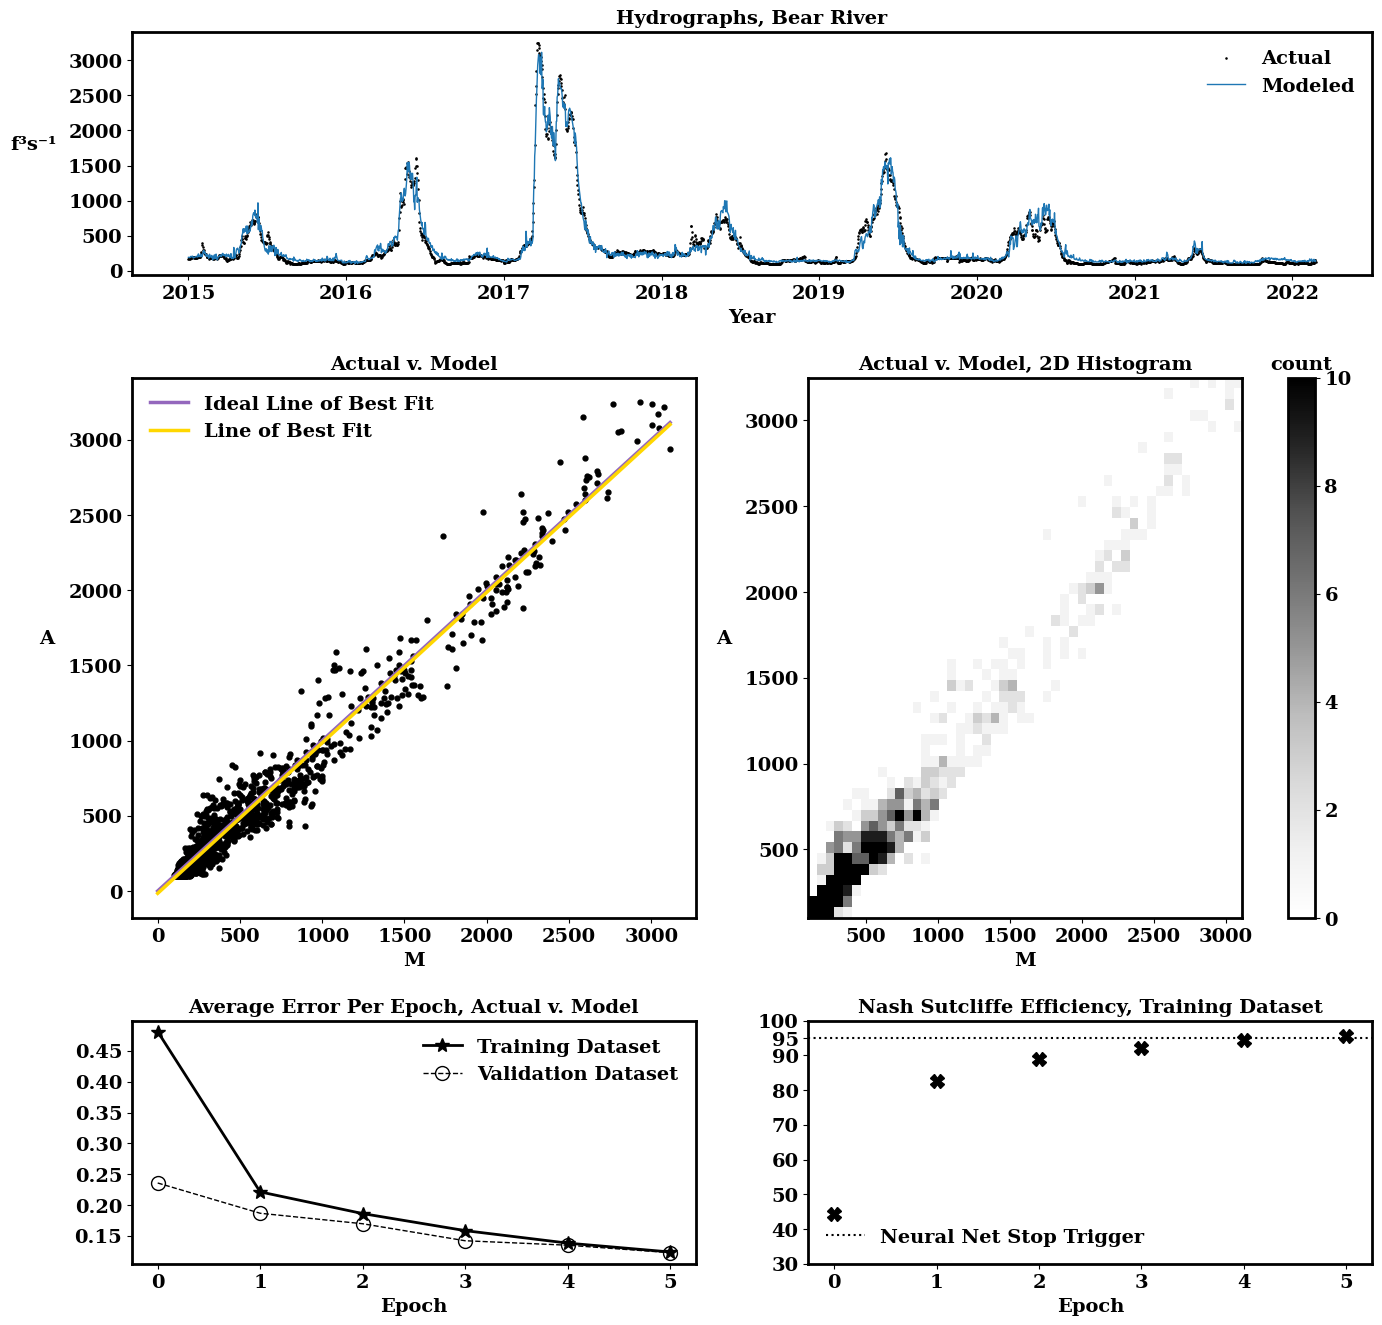 Hydrographs, Bear River
3000
2500
2000
1500
1000
500
0
f³s⁻¹
Actual
Modeled
2015 2016 2017 2018 2019 2020 2021 2022
Year
Actual v. Model
Ideal Line of Best Fit
Line of Best Fit
3000
2500
2000
1500
1000
500
0
A
0 500 1000 1500 2000 2500 3000
M
Actual v. Model, 2D Histogram
3000
2500
2000
1500
1000
500
A
500 1000 1500 2000 2500 3000
M
count
10
8
6
4
2
0
Average Error Per Epoch, Actual v. Model
Training Dataset
Validation Dataset
0.45
0.40
0.35
0.30
0.25
0.20
0.15
0 1 2 3 4 5
Epoch
Nash Sutcliffe Efficiency, Training Dataset
100
95
90
80
70
60
50
40
30
Neural Net Stop Trigger
0 1 2 3 4 5
Epoch